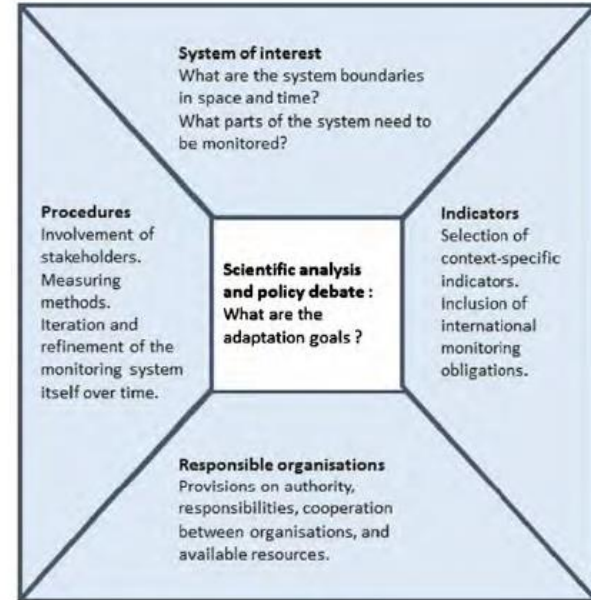 System of interest
What are the system boundaries
in space and time?
What parts of the system need to
be monitored?
Procedures
Involvement of
stakeholders.
Measuring
methods.
Iteration and
refinement of the
monitoring system
itself over time.
Scientific analysis
and policy debate :
What are the
adaptation goals ?
Indicators
Selection of
context-specific
indicators.
Inclusion of
international
monitoring
obligations.
Responsible organisations
Provisions on authority,
responsibilities, cooperation
between organisations, and
available resources.